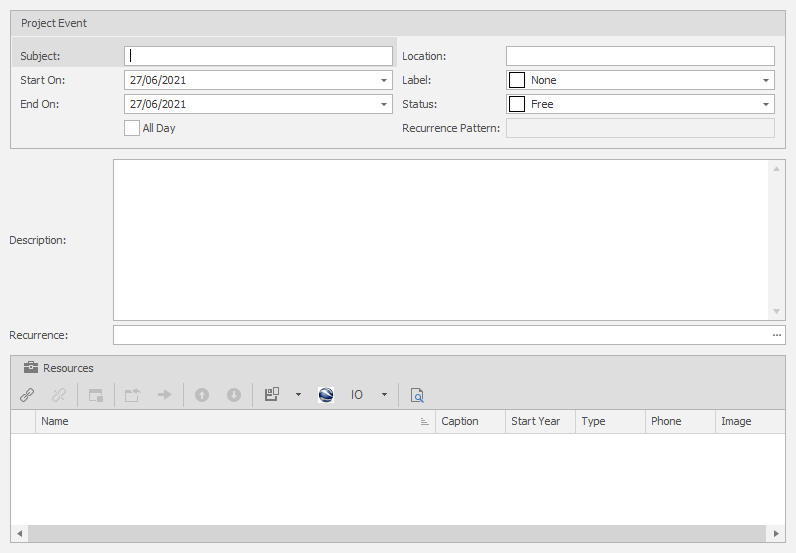 Project Event
Subject: Location:
Start On: 27/06/2021 Label: None
End On: 27/06/2021 Status: Free
All Day Recurrence Pattern:
Description:
Recurrence: ...
Resources
IO
Name Caption Start Year Type Phone Image